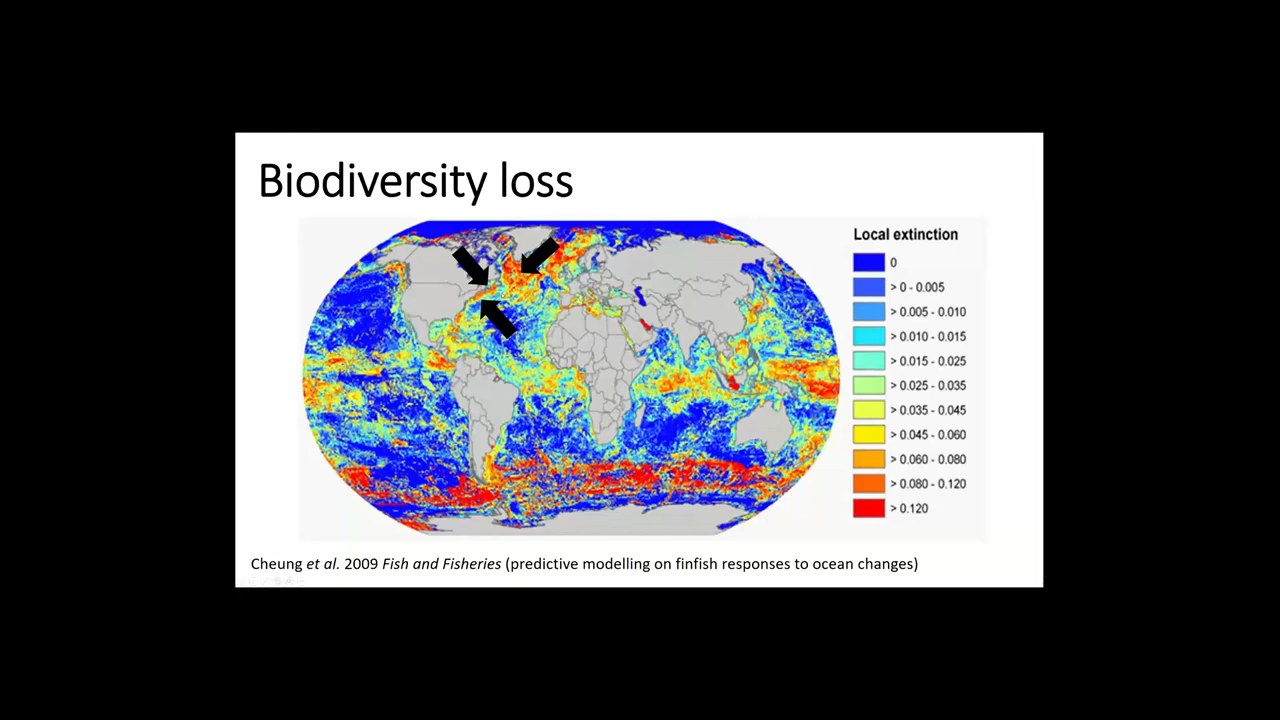 Biodiversity loss
Local extinction
0
> 0 - 0.005
> 0.005 - 0.010
> 0.010 - 0.015
> 0.015 - 0.025
> 0.025 - 0.035
> 0.035 - 0.045
> 0.045 - 0.060
> 0.060 - 0.080
> 0.080 - 0.120
> 0.120
Cheung et al. 2009 Fish and Fisheries (predictive modelling on finfish responses to ocean changes)